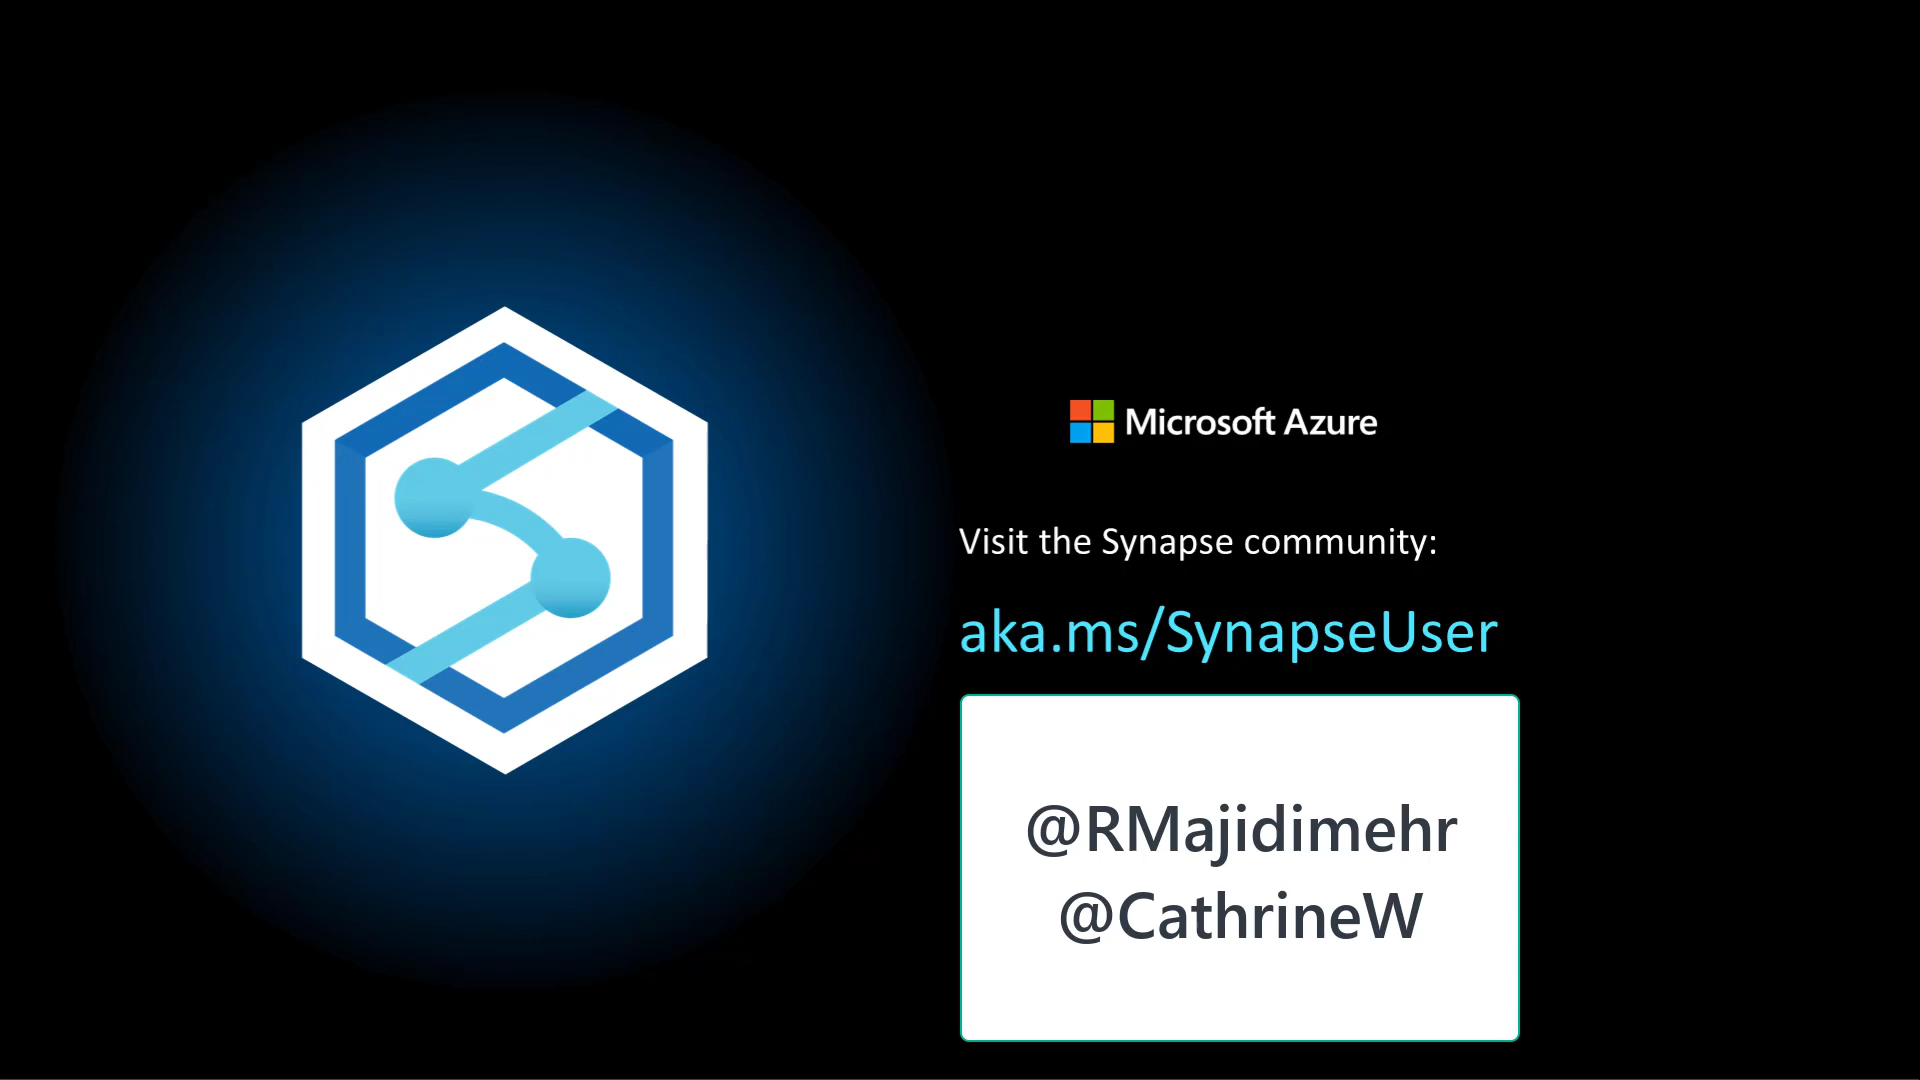 Microsoft Azure
Visit the Synapse community:
aka.ms/SynapseUser
@RMajidimehr
@CathrineW